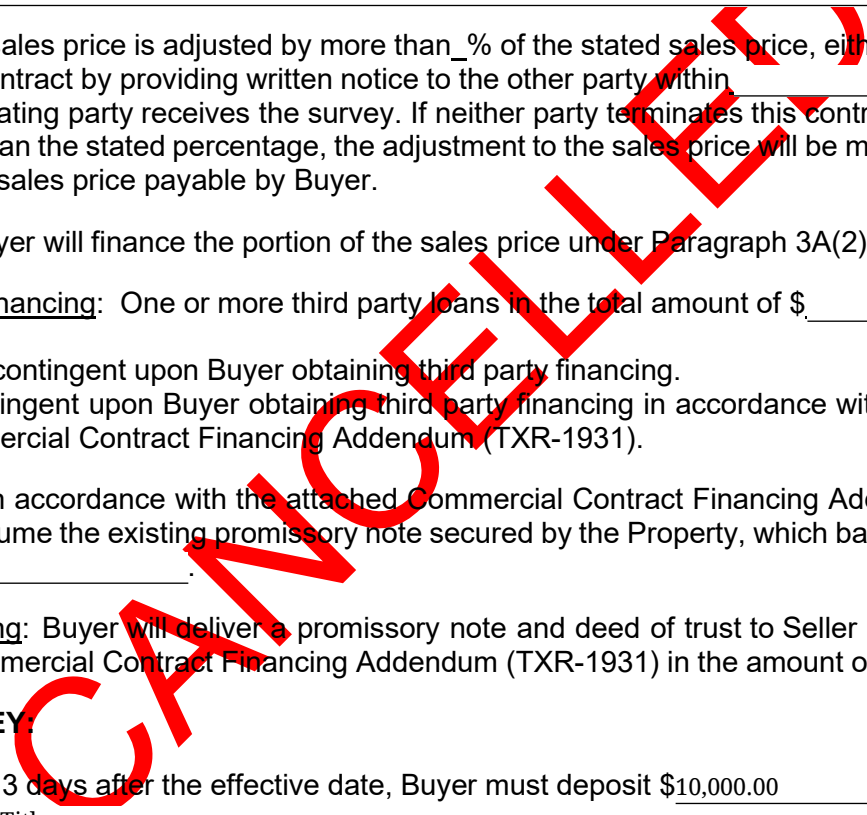 ales price is adjusted by more than_% of the stated sales price, eith
ntract by providing written notice to the other party within
ating party receives the survey. If neither party terminates this contr
an the stated percentage, the adjustment to the sales price will be m
sales price payable by Buyer.
yer will finance the portion of the sales price under Paragraph 3A(2)
nancing: One or more third party loans in the total amount of $
contingent upon Buyer obtaining third party financing.
ingent upon Buyer obtaining third party financing in accordance wit
ercial Contract Financing Addendum (TXR-1931).
n accordance with the attached Commercial Contract Financing Add
ume the existing promissory note secured by the Property, which ba
.
ng: Buyer will deliver a promissory note and deed of trust to Seller
mmercial Contract Financing Addendum (TXR-1931) in the amount o
EY:
3 days after the effective date, Buyer must deposit $10,000.00
CANCELLED